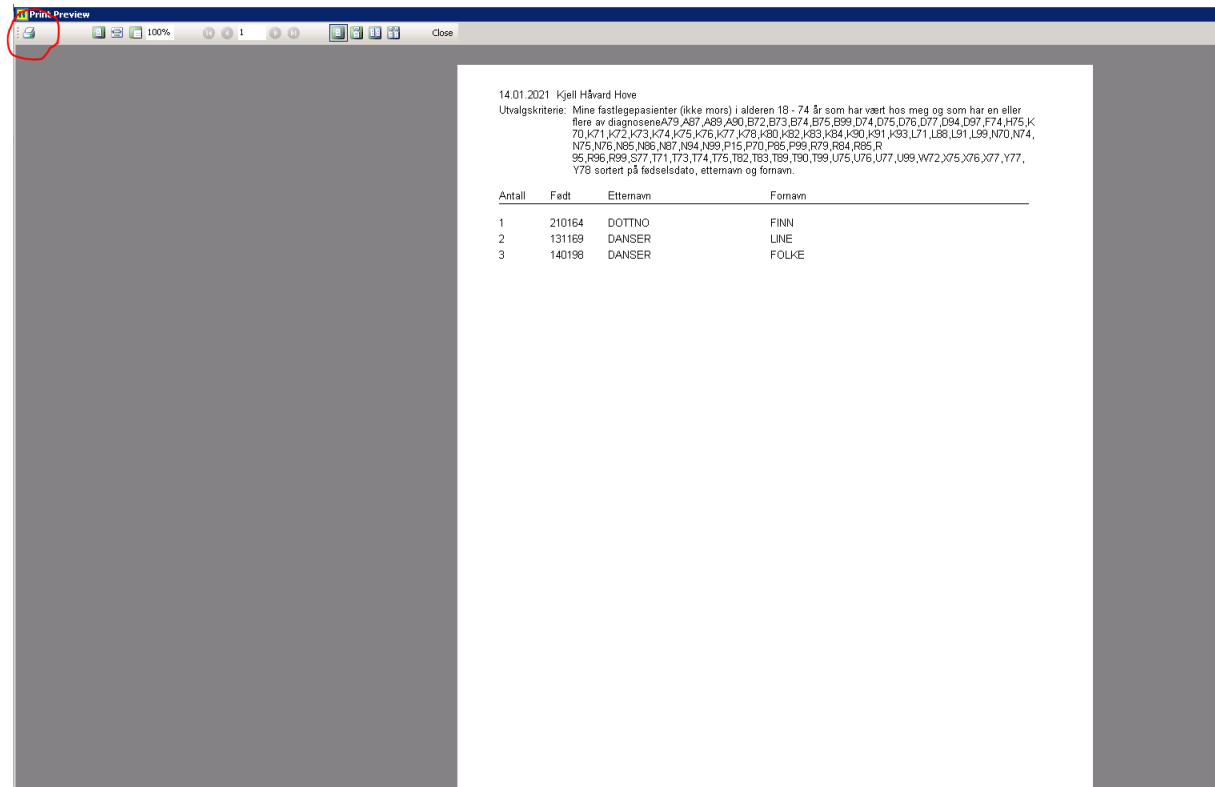 Print Preview
100%
1
Close
14.01.2021 Kjell Håvard Hove
Utvalgskriterie: Mine fastlegepasienter (ikke mors) i alderen 18 - 74 år som har vært hos meg og som har en eller
flere av diagnoseneA79,A87,A89,A90,B72,B73,B74,B75,B99,D74,D75,D76,D77,D94,D97,F74,H75,K
70,K71,K72,K73,K74,K75,K76,K77,K78,K80,K82,K83,K84,K90,K91,K93,L71,L88,L91,L99,N70,N74,
N75,N76,N85,N86,N87,N94,N99,P15,P70,P85,P99,R79,R84,R85,R
95,R96,R99,S77,T71,T73,T74,T75,T82,T83,T89,T90,T99,U75,U76,U77,U99,W72,X75,X76,X77,Y77,
Y78 sortert på fødselsdato, etternavn og fornavn.
Antall Født Etternavn Fornavn
1 210164 DOTTNO FINN
2 131169 DANSER LINE
3 140198 DANSER FOLKE